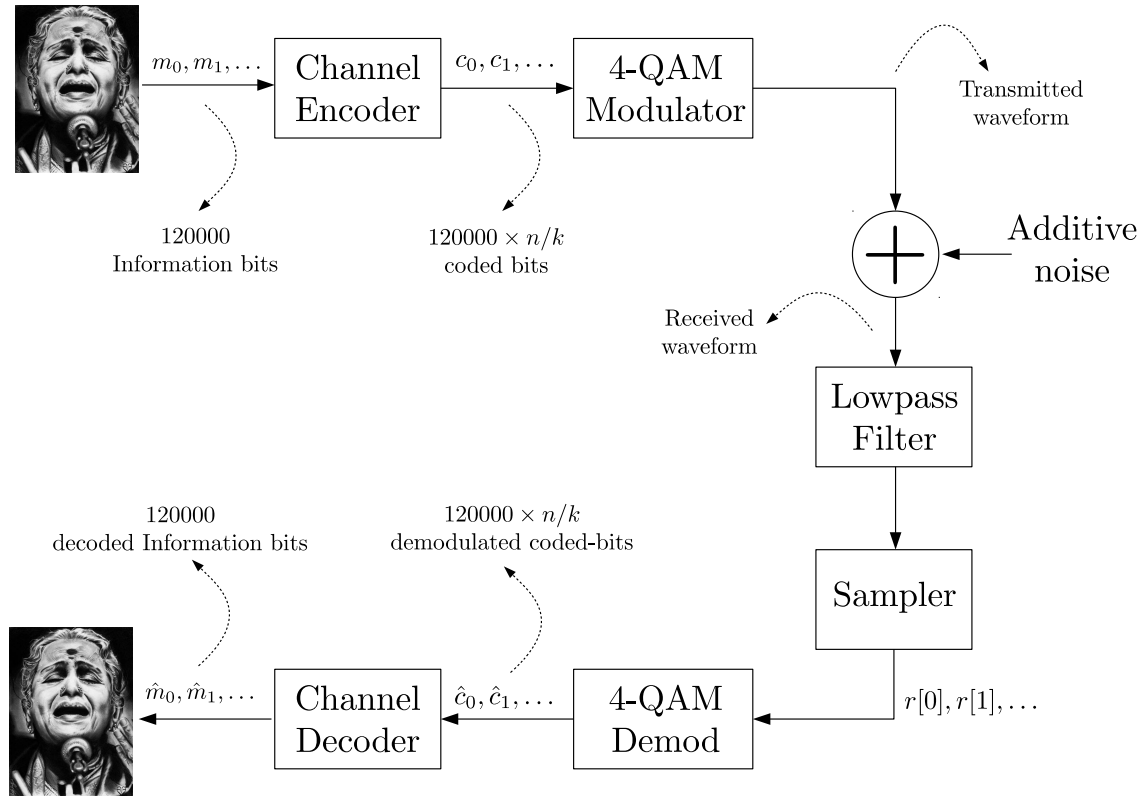 m_0, m_1, …
Channel
Encoder
c_0, c_1, …
4-QAM
Modulator
Transmitted
waveform
120000
Information bits
120000 × n/k
coded bits
Additive
noise
Received
waveform
Lowpass
Filter
Sampler
r[0], r[1], …
4-QAM
Demod
120000 × n/k
demodulated coded-bits
ĉ_0, ĉ_1, …
Channel
Decoder
120000
decoded Information bits
m̂_0, m̂_1, …